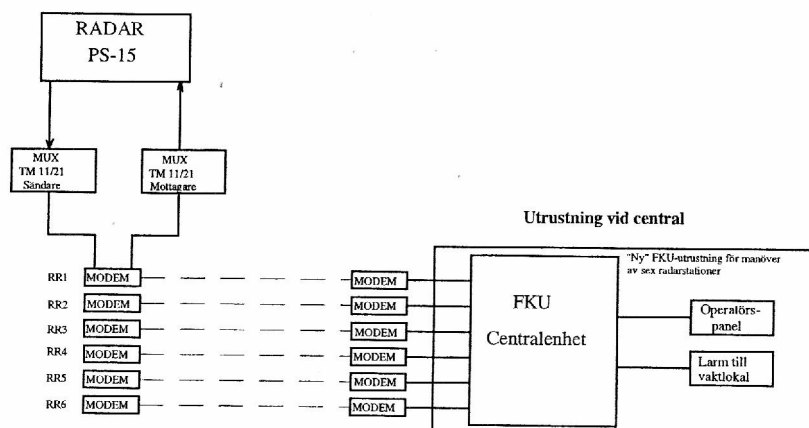 RADAR
PS-15
MUX
TM 11/21
Sändare
MUX
TM 11/21
Mottagare
Utrustning vid central
"Ny" FKU-utrustning för manöver
av sex radarstationer
RR1 MODEM MODEM
RR2 MODEM MODEM
RR3 MODEM MODEM
RR4 MODEM MODEM
RR5 MODEM MODEM
RR6 MODEM MODEM
FKU
Centralenhet
Operatörs-
panel
Larm till
vaktlokal